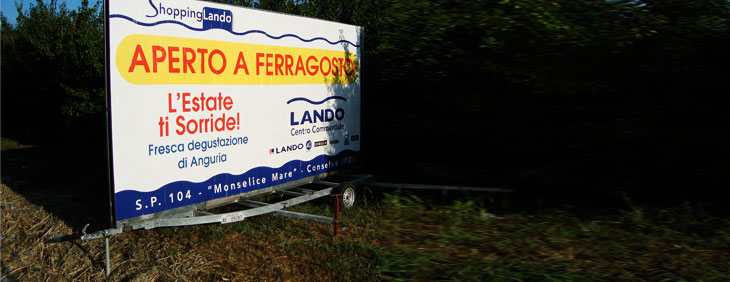 ShoppingLando
APERTO A FERRAGOSTO
L'Estate
ti Sorride!
Fresca degustazione
di Anguria
LANDO
Centro Commerciale
LANDO
S.P. 104 - "Monselice Mare" - Conselve (PD)